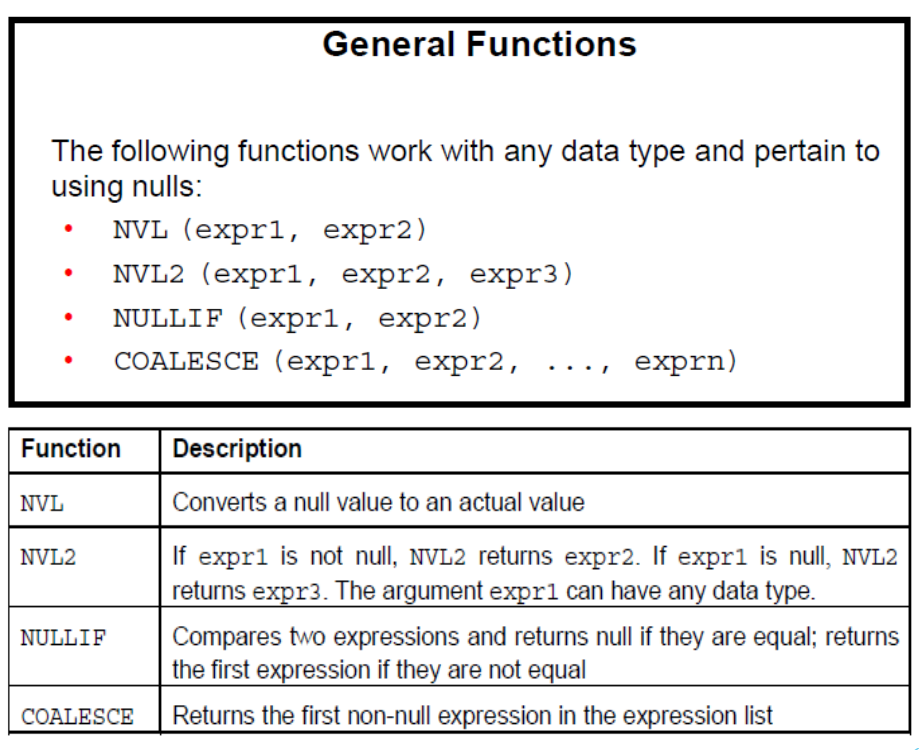 General Functions
The following functions work with any data type and pertain to
using nulls:
• NVL (expr1, expr2)
• NVL2 (expr1, expr2, expr3)
• NULLIF (expr1, expr2)
• COALESCE (expr1, expr2, ..., exprn)
Function Description
NVL Converts a null value to an actual value
NVL2 If expr1 is not null, NVL2 returns expr2. If expr1 is null, NVL2
returns expr3. The argument expr1 can have any data type.
NULLIF Compares two expressions and returns null if they are equal; returns
the first expression if they are not equal
COALESCE Returns the first non-null expression in the expression list